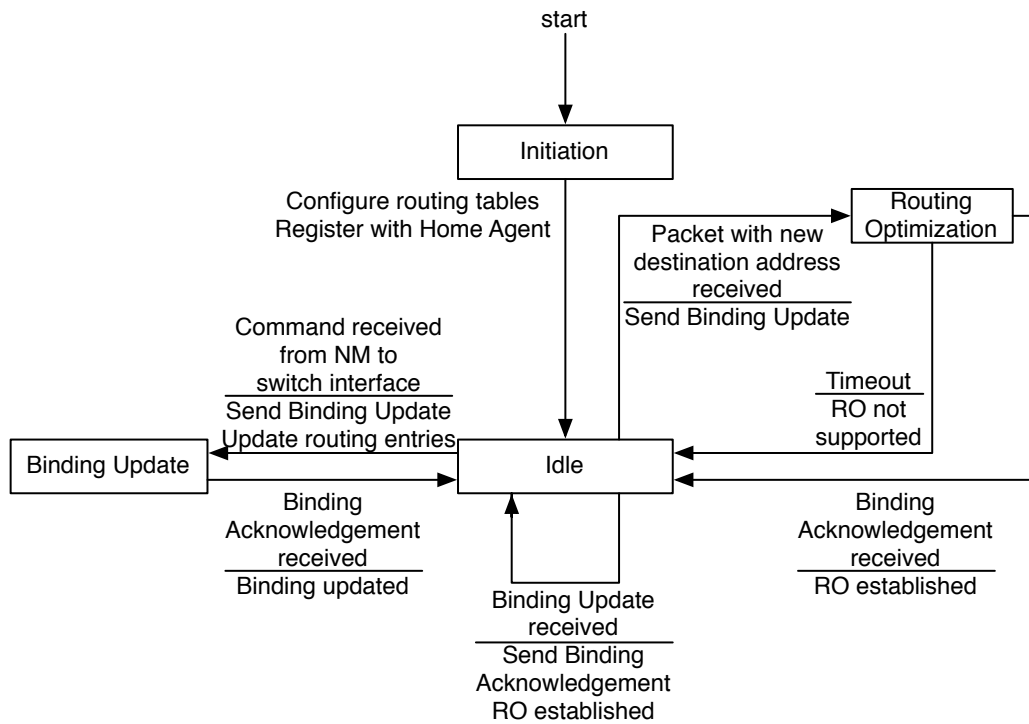 start
Initiation
Configure routing tables
Register with Home Agent
Routing
Optimization
Packet with new
destination address
received
Send Binding Update
Command received
from NM to
switch interface
Send Binding Update
Update routing entries
Timeout
RO not
supported
Binding Update
Idle
Binding
Acknowledgement
received
Binding updated
Binding Update
received
Send Binding
Acknowledgement
RO established
Binding
Acknowledgement
received
RO established